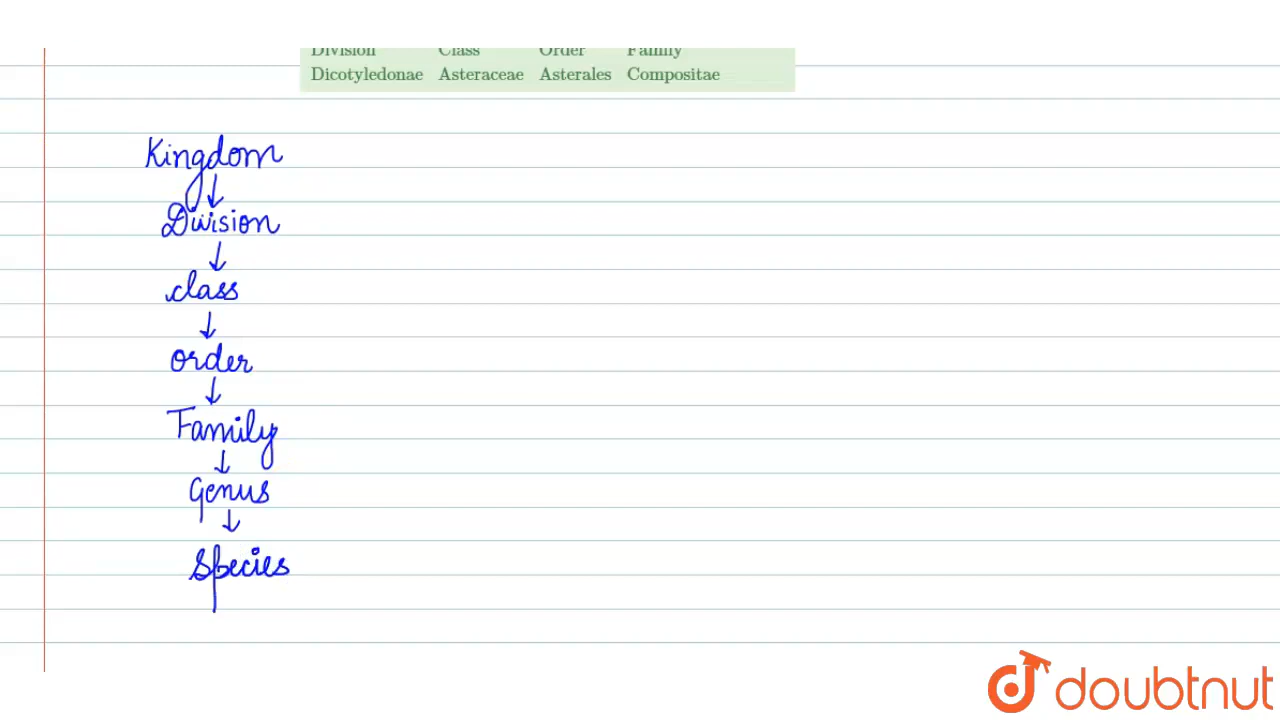 Division Class Order Family
Dicotyledonae Asteraceae Asterales Compositae
Kingdom
↓
Division
↓
class
↓
order
↓
Family
↓
Genus
↓
Species
doubtnut